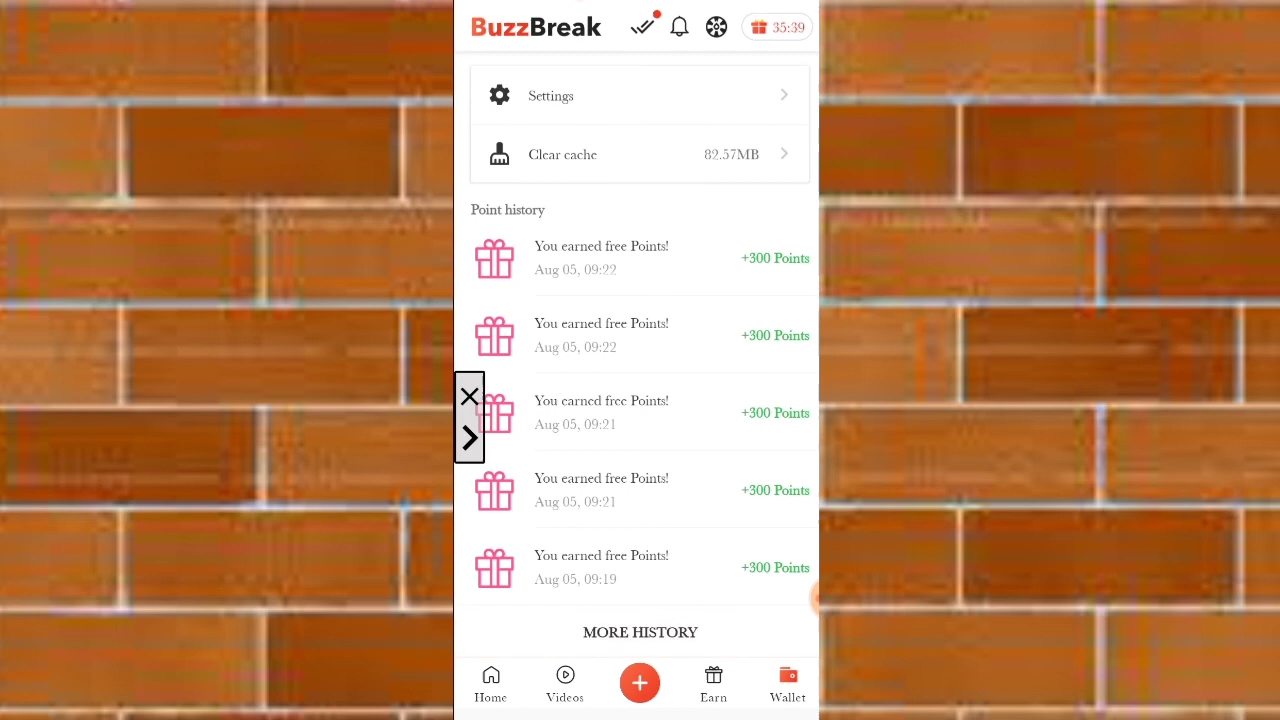 BuzzBreak
35:39
Settings
Clear cache 82.57MB
Point history
You earned free Points!
Aug 05, 09:22
+300 Points
You earned free Points!
Aug 05, 09:22
+300 Points
You earned free Points!
Aug 05, 09:21
+300 Points
You earned free Points!
Aug 05, 09:21
+300 Points
You earned free Points!
Aug 05, 09:19
+300 Points
MORE HISTORY
Home Videos Earn Wallet